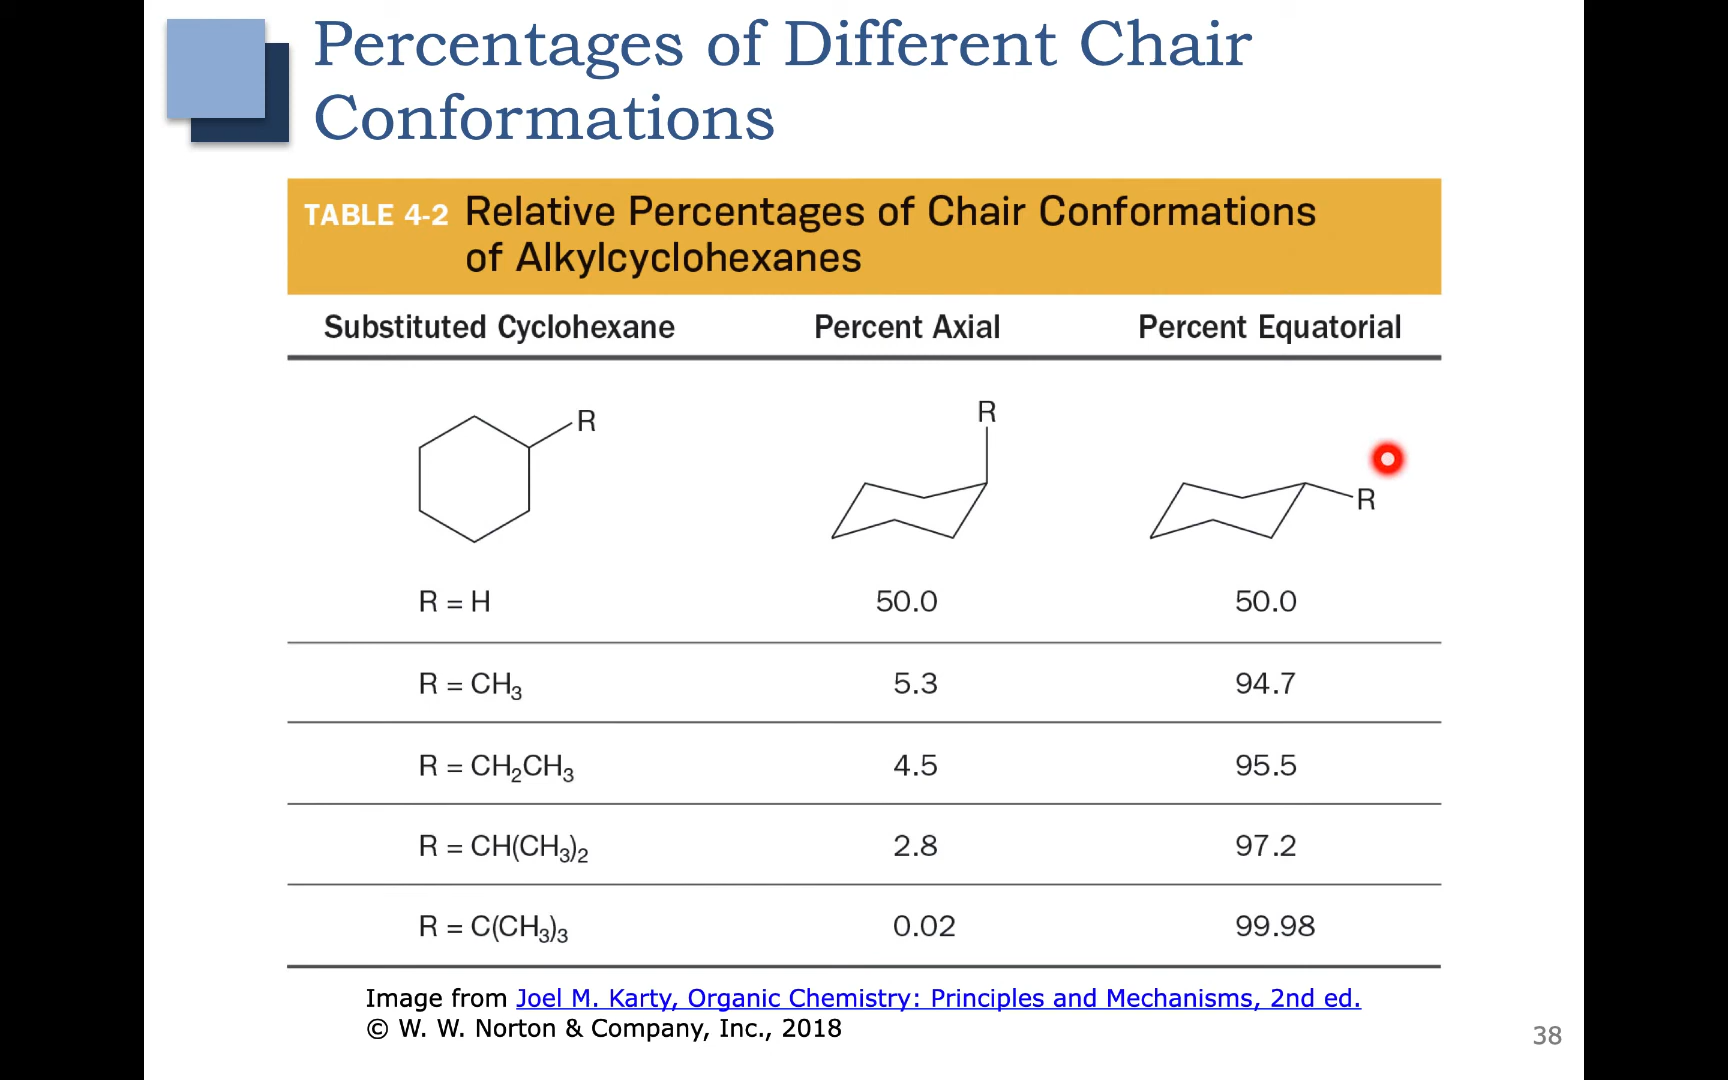 Percentages of Different Chair
Conformations
TABLE 4-2 Relative Percentages of Chair Conformations
of Alkylcyclohexanes
Substituted Cyclohexane Percent Axial Percent Equatorial
R R R
R = H 50.0 50.0
R = CH₃ 5.3 94.7
R = CH₂CH₃ 4.5 95.5
R = CH(CH₃)₂ 2.8 97.2
R = C(CH₃)₃ 0.02 99.98
Image from Joel M. Karty, Organic Chemistry: Principles and Mechanisms, 2nd ed.
© W. W. Norton & Company, Inc., 2018
38